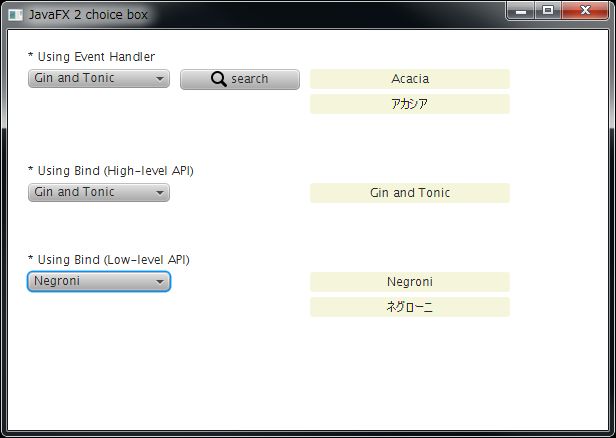 JavaFX 2 choice box
* Using Event Handler
Gin and Tonic search Acacia
アカシア
* Using Bind (High-level API)
Gin and Tonic Gin and Tonic
* Using Bind (Low-level API)
Negroni Negroni
ネグローニ